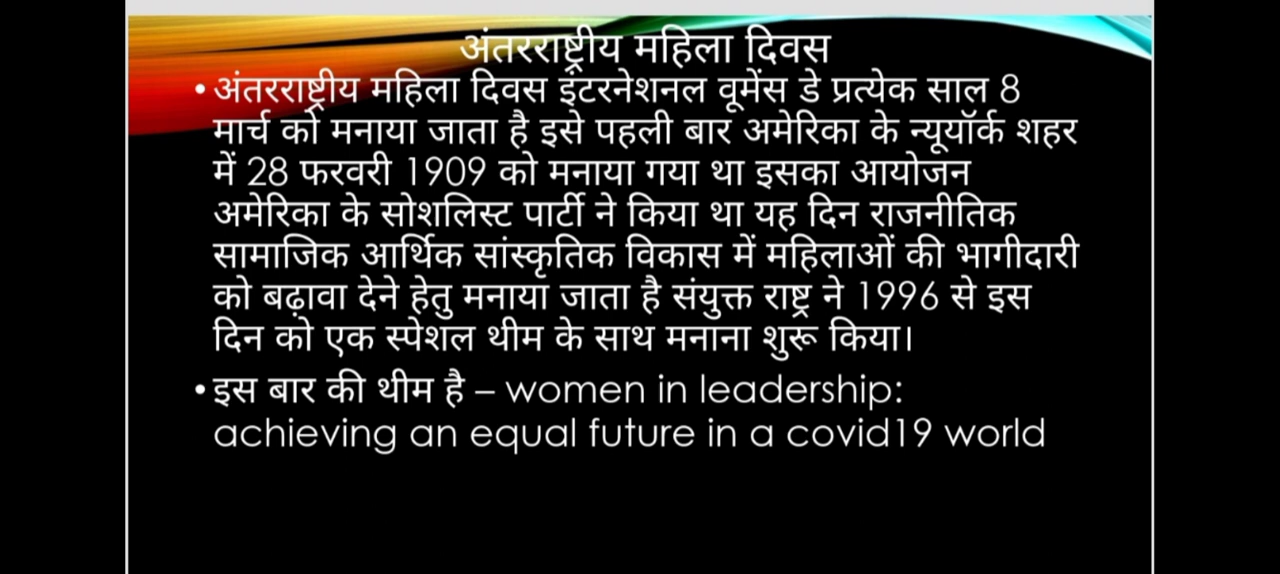 अंतरराष्ट्रीय महिला दिवस
• अंतरराष्ट्रीय महिला दिवस इंटरनेशनल वूमेंस डे प्रत्येक साल 8
मार्च को मनाया जाता है इसे पहली बार अमेरिका के न्यूयॉर्क शहर
में 28 फरवरी 1909 को मनाया गया था इसका आयोजन
अमेरिका के सोशलिस्ट पार्टी ने किया था यह दिन राजनीतिक
सामाजिक आर्थिक सांस्कृतिक विकास में महिलाओं की भागीदारी
को बढ़ावा देने हेतु मनाया जाता है संयुक्त राष्ट्र ने 1996 से इस
दिन को एक स्पेशल थीम के साथ मनाना शुरू किया।
• इस बार की थीम है – women in leadership:
achieving an equal future in a covid19 world